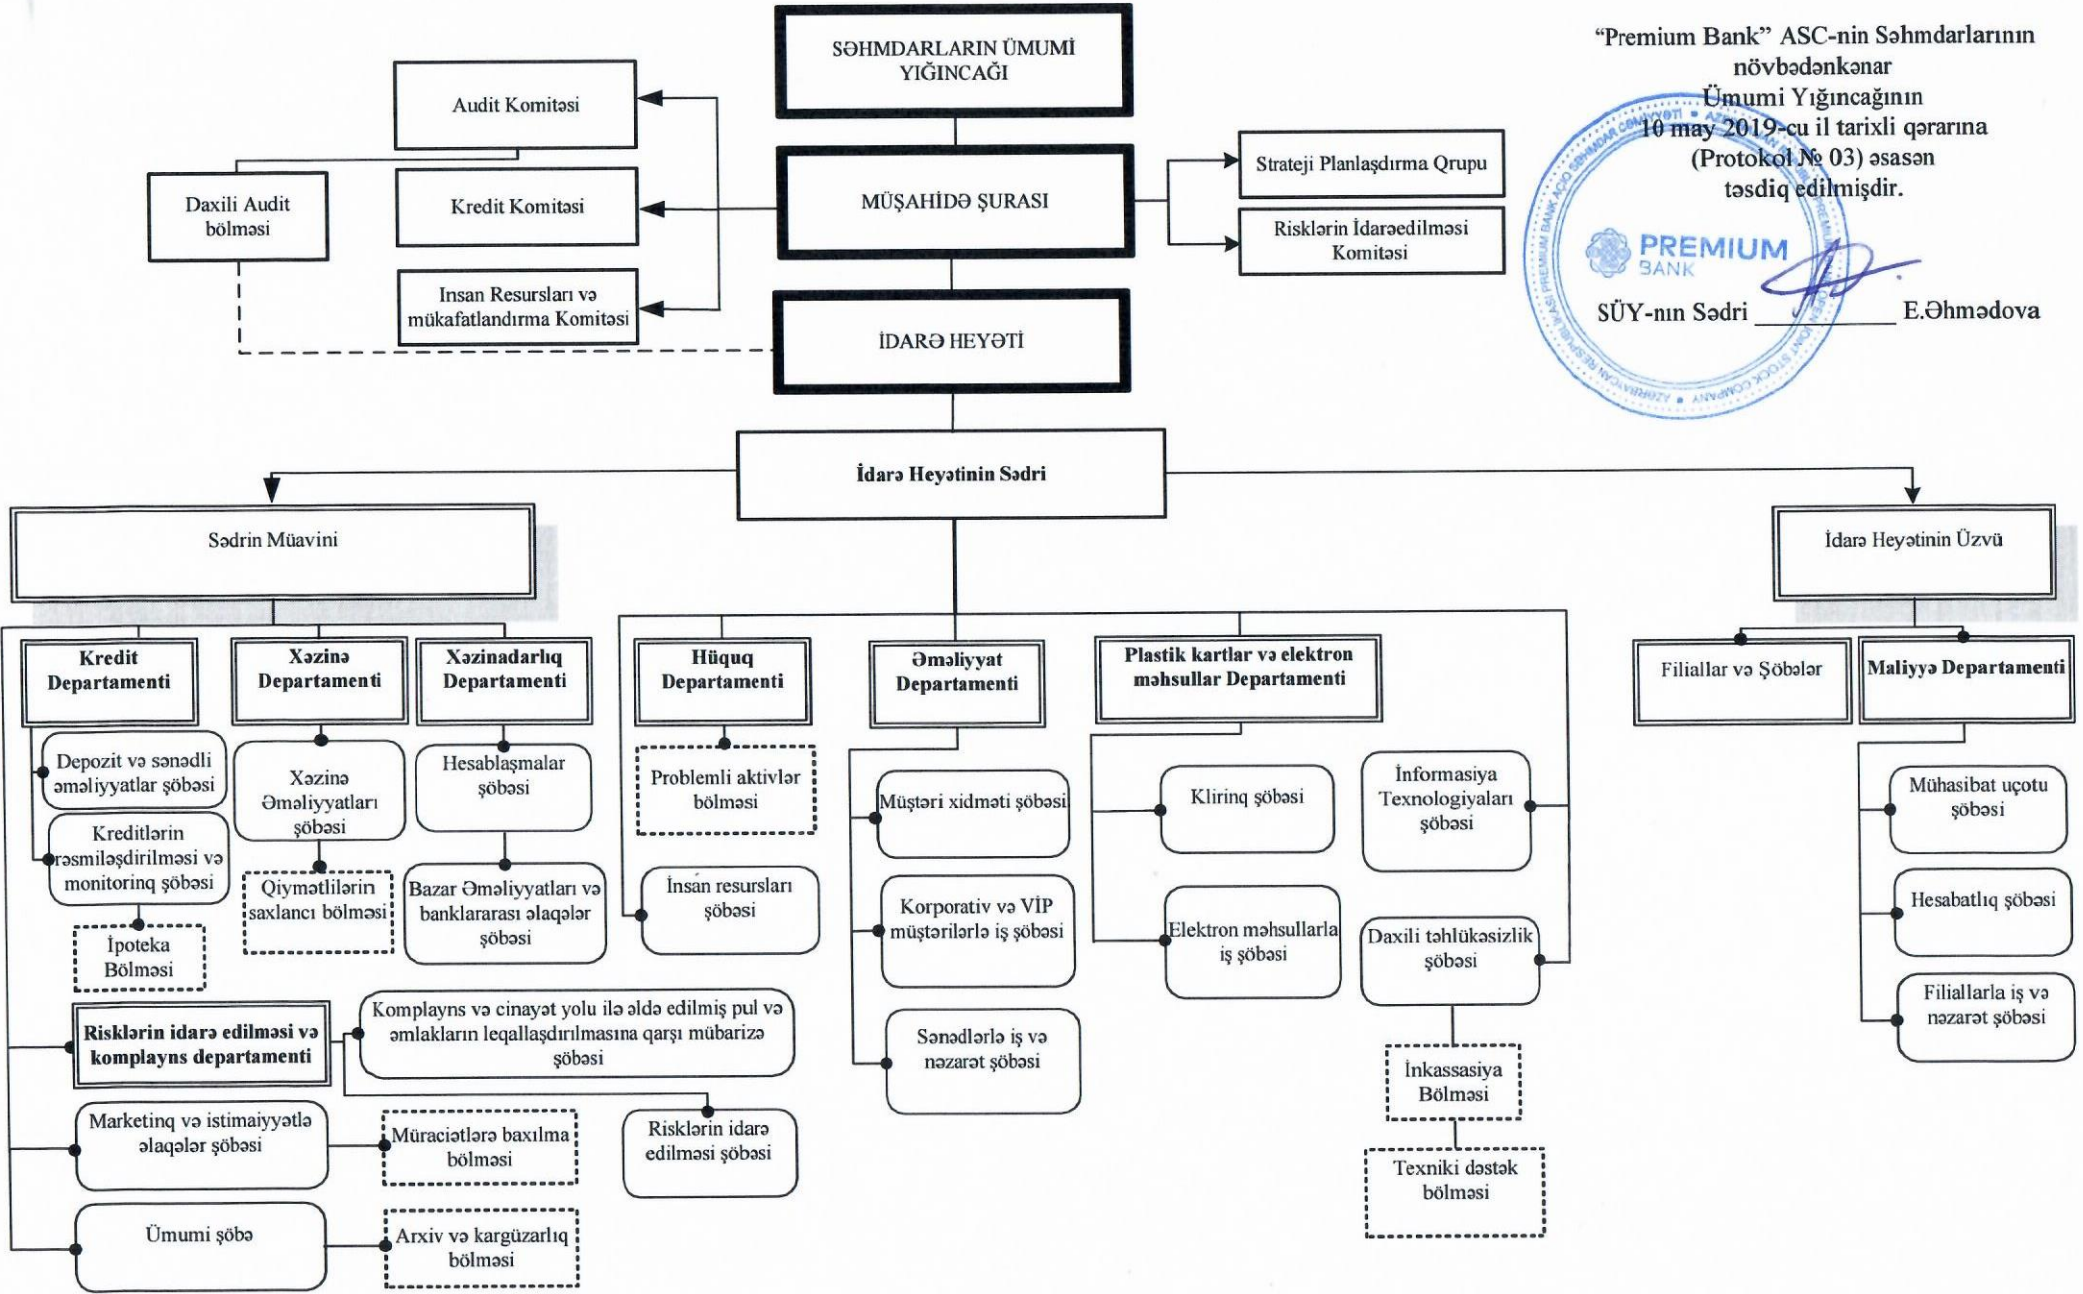 SƏHMDARLARIN ÜMUMİ
YIĞINCAĞI
“Premium Bank” ASC-nin Səhmdarlarının
növbədənkənar
Ümumi Yığıncağının
10 may 2019-cu il tarixli qərarına
(Protokol № 03) əsasən
təsdiq edilmişdir.
PREMIUM
BANK
SÜY-nın Sədri ____________ E.Əhmədova
Audit Komitəsi
Daxili Audit
bölməsi
Kredit Komitəsi
Insan Resursları və
mükafatlandırma Komitəsi
MÜŞAHİDƏ ŞURASI
Strateji Planlaşdırma Qrupu
Risklərin İdarəedilməsi
Komitəsi
İDARƏ HEYƏTİ
İdarə Heyətinin Sədri
Sədrin Müavini
İdarə Heyətinin Üzvü
Kredit
Departamenti
Xəzinə
Departamenti
Xəzinadarlıq
Departamenti
Hüquq
Departamenti
Əməliyyat
Departamenti
Plastik kartlar və elektron
məhsullar Departamenti
Filiallar və Şöbələr
Maliyyə Departamenti
Depozit və sənədli
əməliyyatlar şöbəsi
Kreditlərin
rəsmiləşdirilməsi və
monitorinq şöbəsi
İpoteka
Bölməsi
Xəzinə
Əməliyyatları
şöbəsi
Qiymətlilərin
saxlancı bölməsi
Hesablaşmalar
şöbəsi
Bazar Əməliyyatları və
banklararası əlaqələr
şöbəsi
Problemli aktivlər
bölməsi
İnsan resursları
şöbəsi
Müştəri xidməti şöbəsi
Korporativ və VİP
müştərilərlə iş şöbəsi
Sənədlərlə iş və
nəzarət şöbəsi
Klirinq şöbəsi
Elektron məhsullarla
iş şöbəsi
İnformasiya
Texnologiyaları
şöbəsi
Daxili təhlükəsizlik
şöbəsi
İnkassasiya
Bölməsi
Texniki dəstək
bölməsi
Mühasibat uçotu
şöbəsi
Hesabatlıq şöbəsi
Filiallarla iş və
nəzarət şöbəsi
Risklərin idarə edilməsi və
komplayns departamenti
Komplayns və cinayət yolu ilə əldə edilmiş pul və
əmlakların leqallaşdırılmasına qarşı mübarizə
şöbəsi
Risklərin idarə
edilməsi şöbəsi
Marketinq və istimaiyyətlə
əlaqələr şöbəsi
Müraciətlərə baxılma
bölməsi
Ümumi şöbə
Arxiv və kargüzarlıq
bölməsi